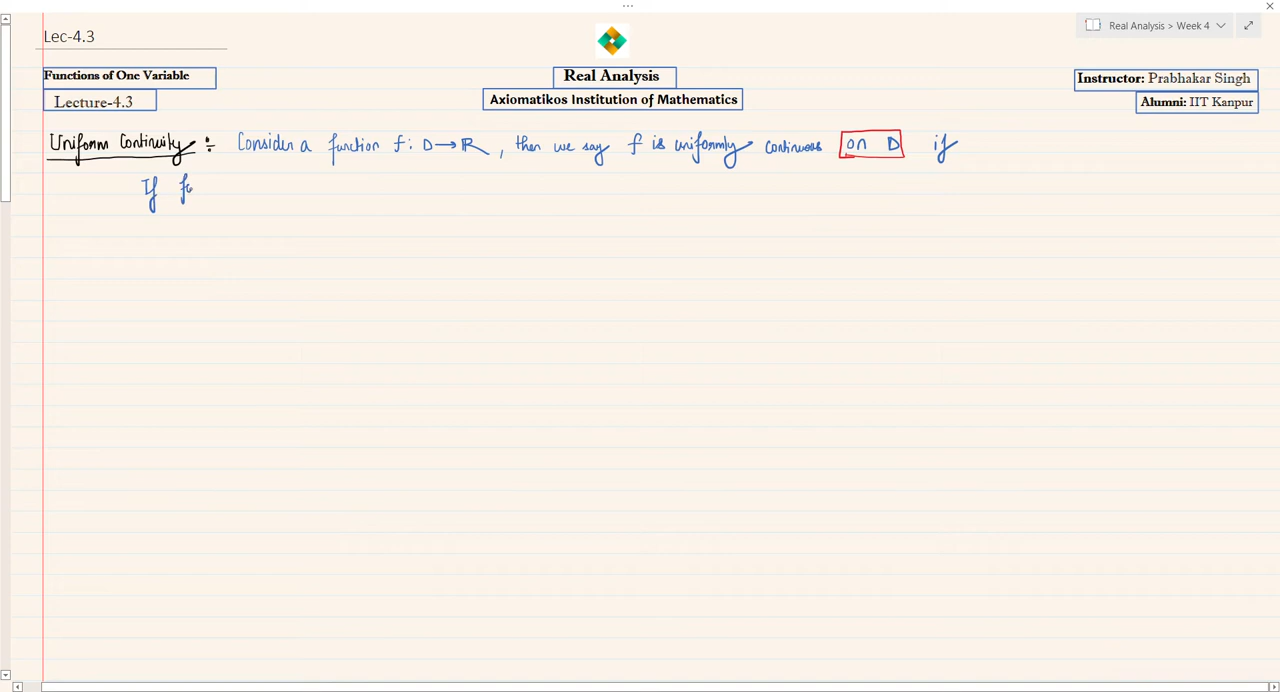 Lec-4.3
Real Analysis > Week 4
Functions of One Variable
Real Analysis
Instructor: Prabhakar Singh
Lecture-4.3
Axiomatikos Institution of Mathematics
Alumni: IIT Kanpur
Uniform Continuity ÷ Consider a function f: D→ℝ, then we say f is uniformly continuous on D if
If